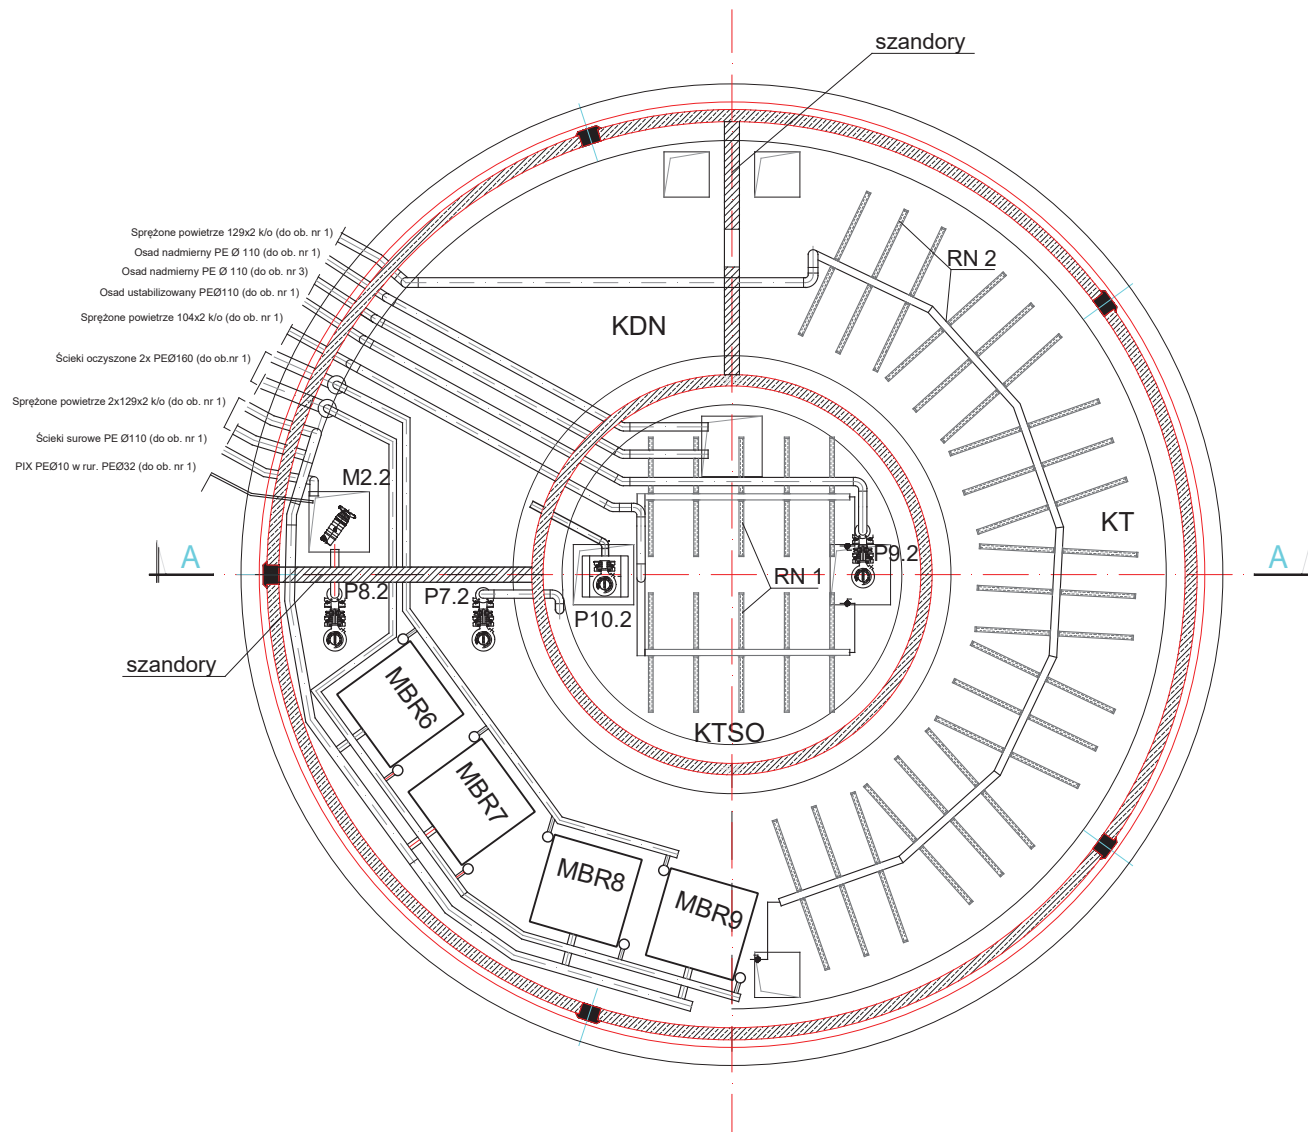 szandory
Sprężone powietrze 129x2 k/o (do ob. nr 1)
Osad nadmierny PE Ø 110 (do ob. nr 1)
Osad nadmierny PE Ø 110 (do ob. nr 3)
Osad ustabilizowany PEØ110 (do ob. nr 1)
Sprężone powietrze 104x2 k/o (do ob. nr 1)
Ścieki oczyszone 2x PEØ160 (do ob.nr 1)
Sprężone powietrze 2x129x2 k/o (do ob. nr 1)
Ścieki surowe PE Ø110 (do ob. nr 1)
PIX PEØ10 w rur. PEØ32 (do ob. nr 1)
RN 2
KDN
M2.2
KT
A
A
P9.2
P8.2
P7.2
RN 1
P10.2
szandory
MBR6
KTSO
MBR7
MBR8
MBR9